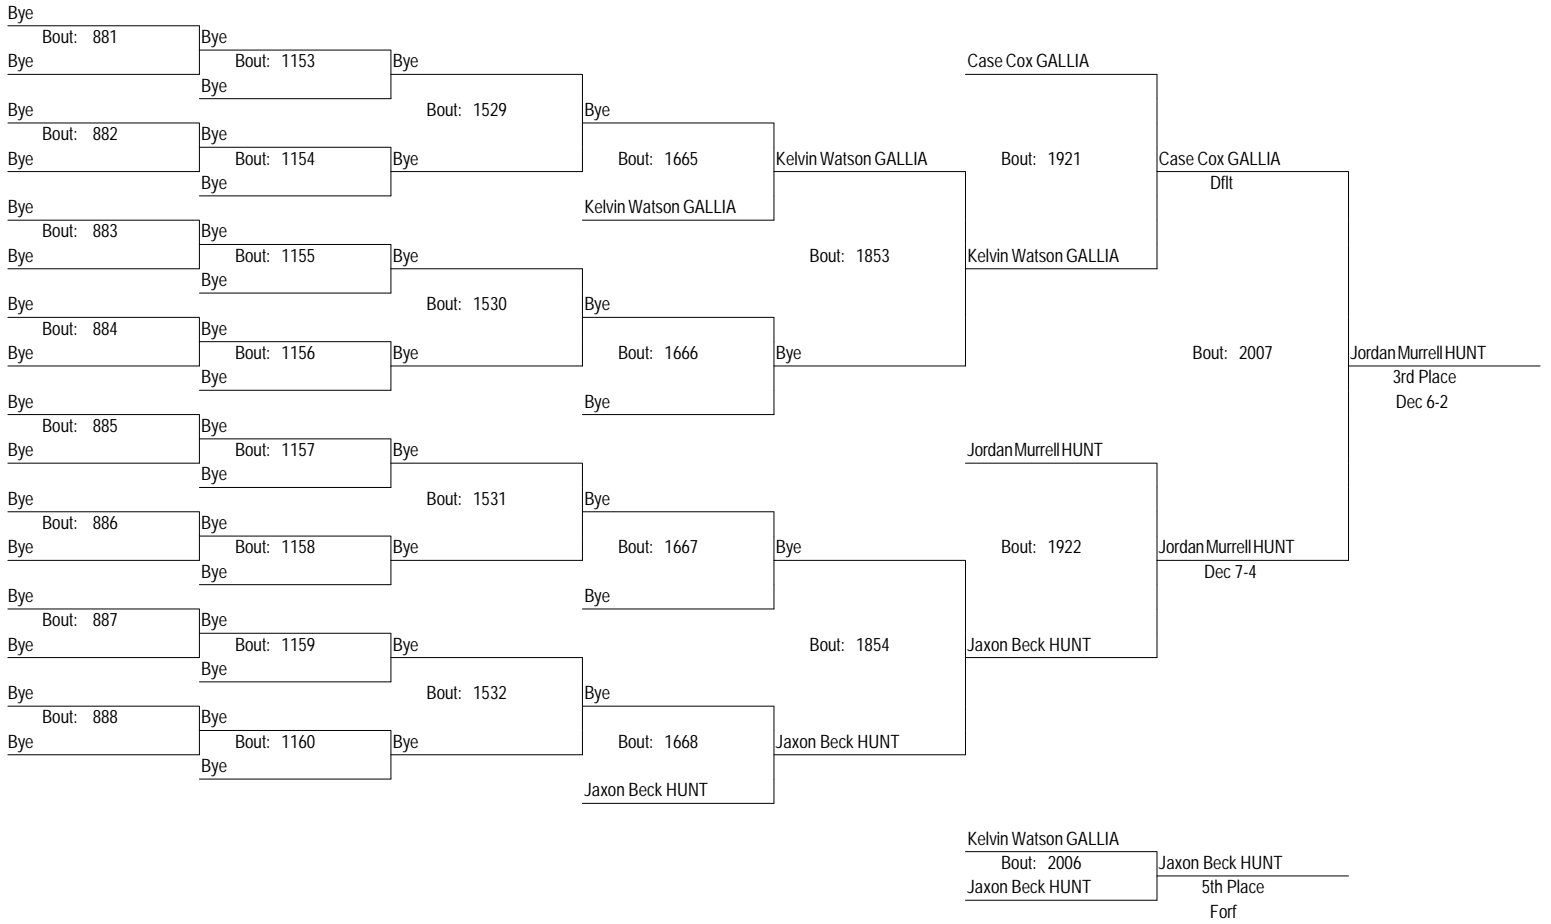 Bye
Bout: 881
Bye
Bye
Bout: 1153
Bye
Bye
Case Cox GALLIA
Bye
Bye
Bout: 882
Bye
Bout: 1529
Bye
Bye
Bout: 1154
Bye
Bye
Bout: 1665
Kelvin Watson GALLIA
Bout: 1921
Case Cox GALLIA
Dflt
Bye
Bout: 883
Bye
Bye
Kelvin Watson GALLIA
Bye
Bout: 1155
Bye
Bout: 1853
Kelvin Watson GALLIA
Bye
Bye
Bout: 884
Bye
Bout: 1530
Bye
Bye
Bout: 1156
Bye
Bye
Bout: 1666
Bye
Bout: 2007
Jordan Murrell HUNT
3rd Place
Dec 6-2
Bye
Bout: 885
Bye
Bye
Bye
Bout: 1157
Bye
Bye
Jordan Murrell HUNT
Bye
Bout: 886
Bye
Bout: 1531
Bye
Bye
Bout: 1158
Bye
Bye
Bout: 1667
Bye
Bout: 1922
Jordan Murrell HUNT
Dec 7-4
Bye
Bout: 887
Bye
Bye
Bye
Bout: 1159
Bye
Bye
Bout: 1854
Jaxon Beck HUNT
Bye
Bout: 888
Bye
Bout: 1532
Bye
Bye
Bout: 1160
Bye
Bye
Bout: 1668
Jaxon Beck HUNT
Jaxon Beck HUNT
Kelvin Watson GALLIA
Bout: 2006
Jaxon Beck HUNT
Jaxon Beck HUNT
5th Place
Forf